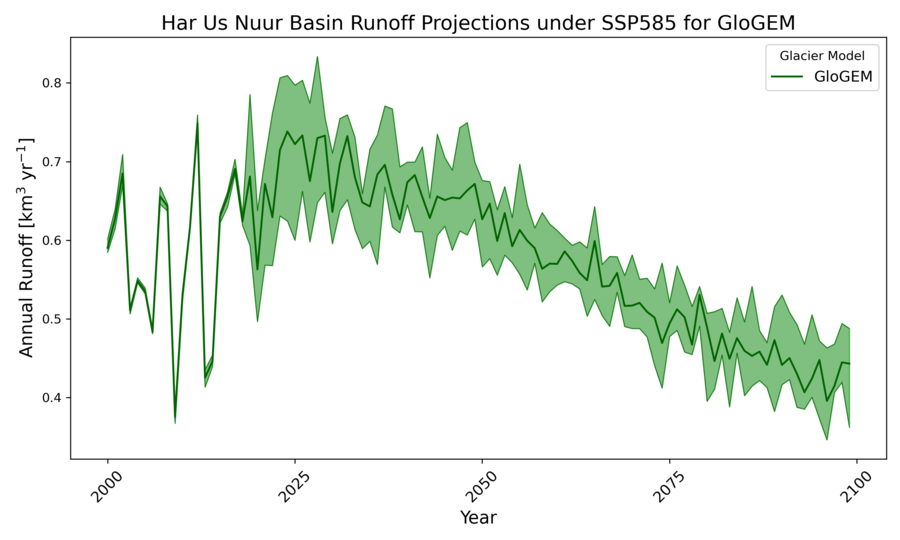 Har Us Nuur Basin Runoff Projections under SSP585 for GloGEM
Glacier Model
GloGEM
Annual Runoff [km³ yr⁻¹]
0.8
0.7
0.6
0.5
0.4
2000
2025
2050
2075
2100
Year